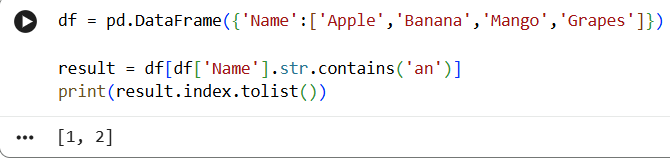 df = pd.DataFrame({'Name':['Apple','Banana','Mango','Grapes']})
result = df[df['Name'].str.contains('an')]
print(result.index.tolist())
[1, 2]